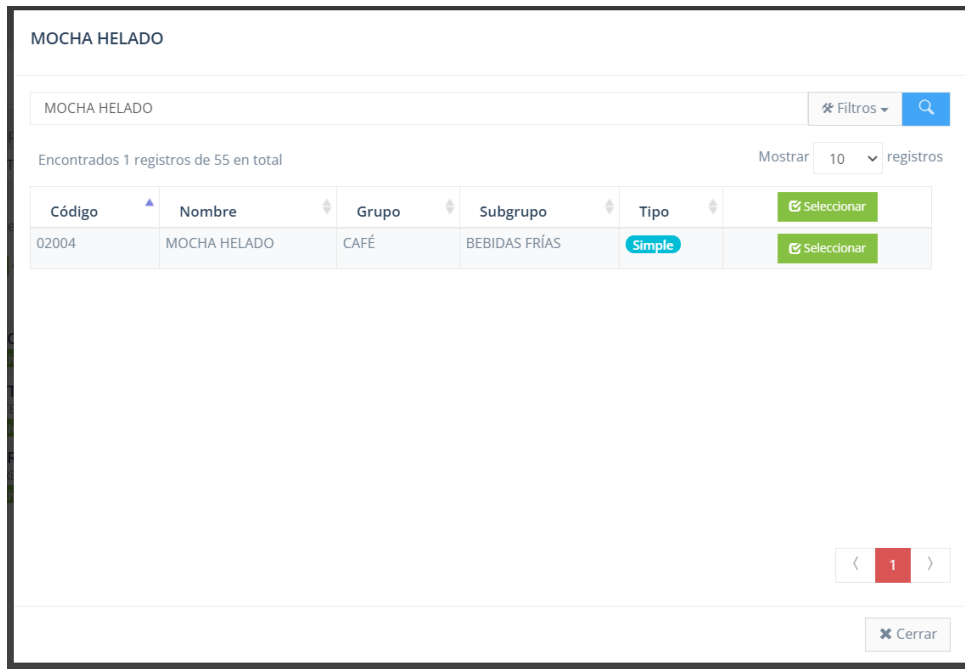 MOCHA HELADO
MOCHA HELADO
Filtros
Encontrados 1 registros de 55 en total
Mostrar 10 registros
Código Nombre Grupo Subgrupo Tipo Seleccionar
02004 MOCHA HELADO CAFÉ BEBIDAS FRÍAS Simple Seleccionar
1
Cerrar